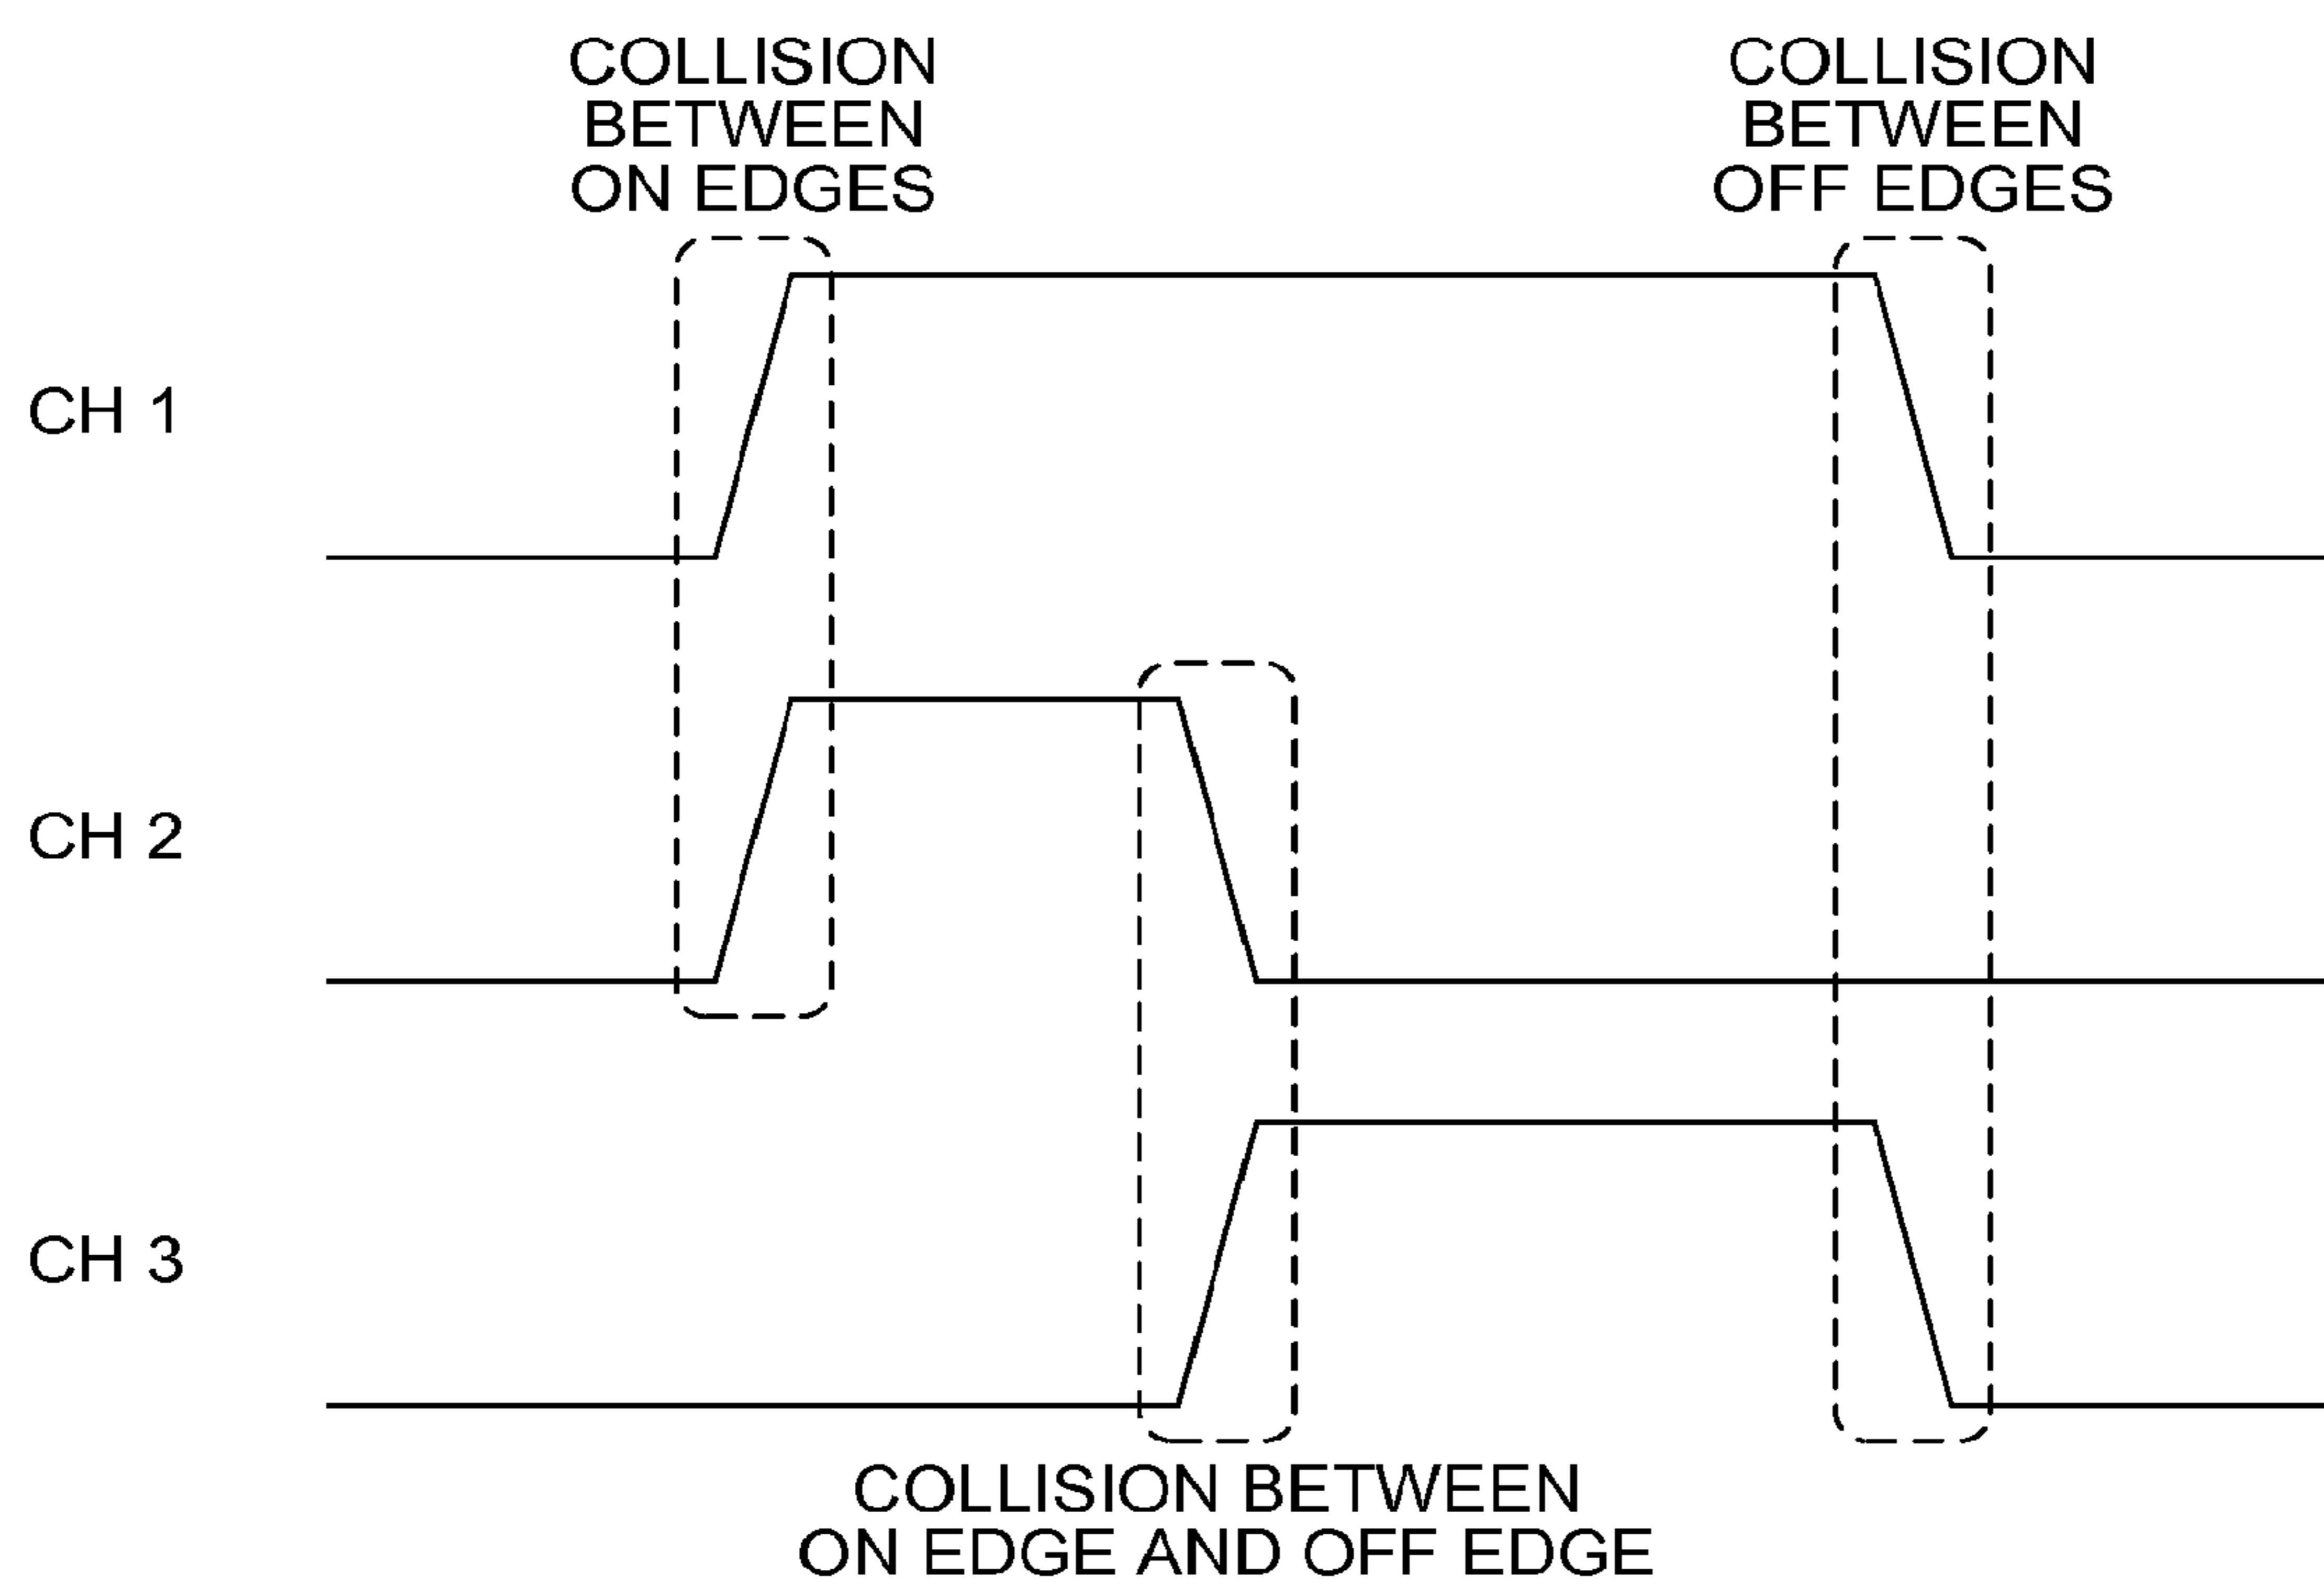 COLLISION
BETWEEN
ON EDGES
COLLISION
BETWEEN
OFF EDGES
CH 1
CH 2
CH 3
COLLISION BETWEEN
ON EDGE AND OFF EDGE